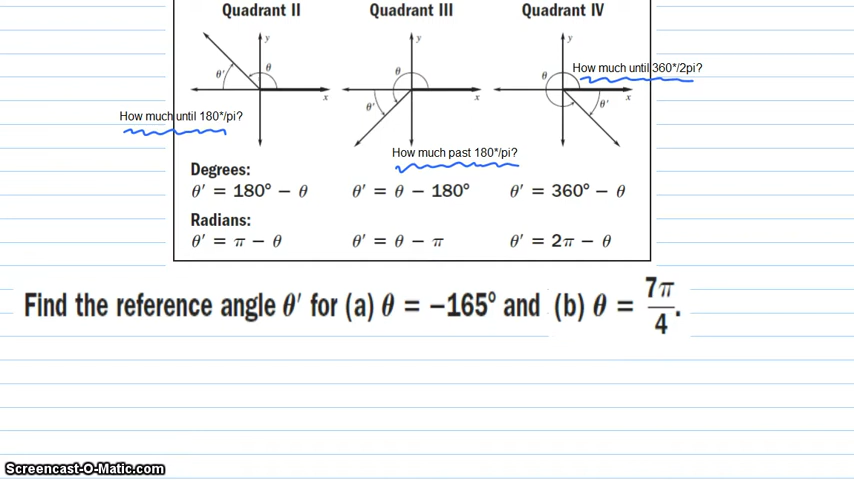 Quadrant II Quadrant III Quadrant IV
y y y
How much until 360*/2pi?
θ' θ θ θ
x x x
θ' θ'
How much until 180*/pi?
How much past 180*/pi?
Degrees:
θ' = 180° − θ θ' = θ − 180° θ' = 360° − θ
Radians:
θ' = π − θ θ' = θ − π θ' = 2π − θ
Find the reference angle θ' for (a) θ = −165° and (b) θ = 7π/4.
Screencast-O-Matic.com